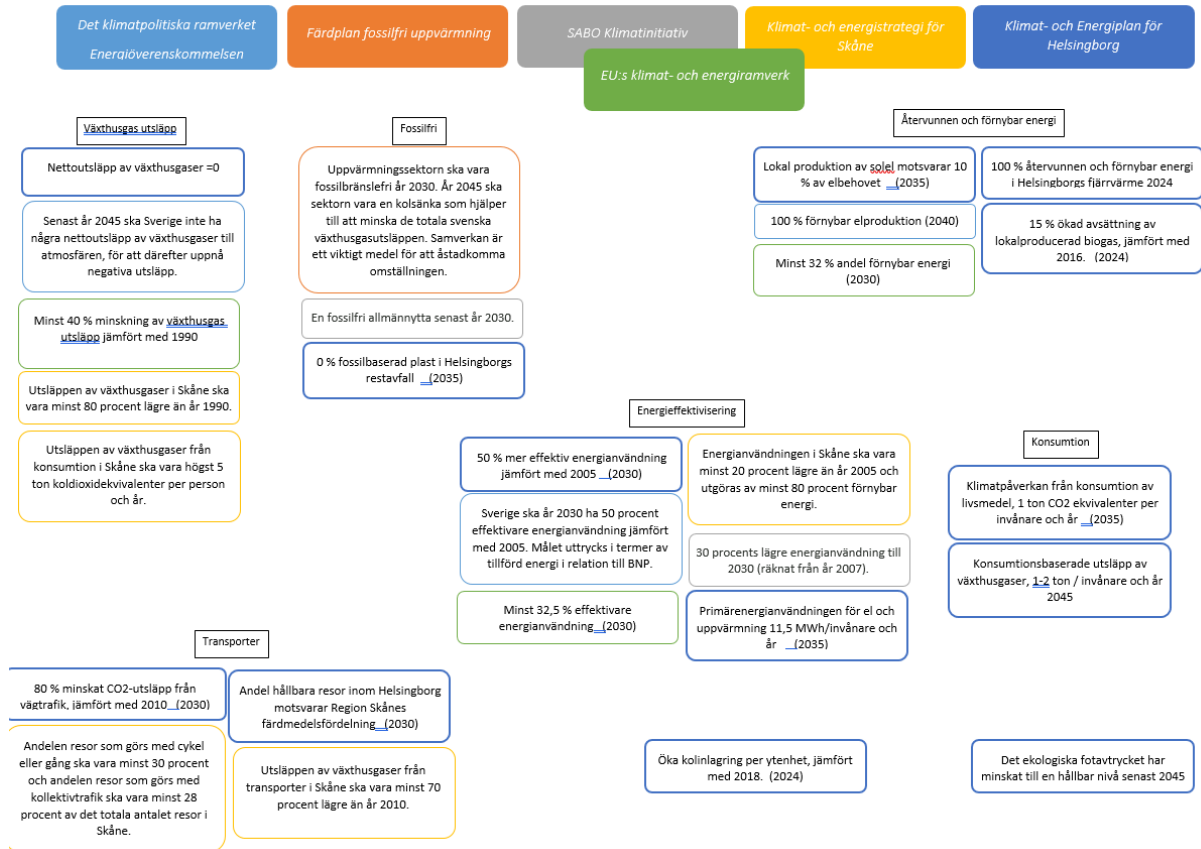 Det klimatpolitiska ramverket
Energiöverenskommelsen
Färdplan fossilfri uppvärmning
SABO Klimatinitiativ
Klimat- och energistrategi för
Skåne
Klimat- och Energiplan för
Helsingborg
EU:s klimat- och energiramverk
Växthusgas utsläpp
Nettoutsläpp av växthusgaser =0
Senast år 2045 ska Sverige inte ha
några nettoutsläpp av växthusgaser till
atmosfären, för att därefter uppnå
negativa utsläpp.
Minst 40 % minskning av växthusgas
utsläpp jämfört med 1990
Utsläppen av växthusgaser i Skåne ska
vara minst 80 procent lägre än år 1990.
Utsläppen av växthusgaser från
konsumtion i Skåne ska vara högst 5
ton koldioxidekvivalenter per person
och år.
Fossilfri
Uppvärmningssektorn ska vara
fossilbränslefri år 2030. År 2045 ska
sektorn vara en kolsänka som hjälper
till att minska de totala svenska
växthusgasutsläppen. Samverkan är
ett viktigt medel för att åstadkomma
omställningen.
En fossilfri allmännytta senast år 2030.
0 % fossilbaserad plast i Helsingborgs
restavfall (2035)
Återvunnen och förnybar energi
Lokal produktion av solel motsvarar 10
% av elbehovet (2035)
100 % förnybar elproduktion (2040)
Minst 32 % andel förnybar energi
(2030)
100 % återvunnen och förnybar energi
i Helsingborgs fjärrvärme 2024
15 % ökad avsättning av
lokalproducerad biogas, jämfört med
2016. (2024)
Energieffektivisering
50 % mer effektiv energianvändning
jämfört med 2005 (2030)
Sverige ska år 2030 ha 50 procent
effektivare energianvändning jämfört
med 2005. Målet uttrycks i termer av
tillförd energi i relation till BNP.
Minst 32,5 % effektivare
energianvändning (2030)
Energianvändningen i Skåne ska vara
minst 20 procent lägre än år 2005 och
utgöras av minst 80 procent förnybar
energi.
30 procents lägre energianvändning till
2030 (räknat från år 2007).
Primärenergianvändningen för el och
uppvärmning 11,5 MWh/invånare och
år (2035)
Konsumtion
Klimatpåverkan från konsumtion av
livsmedel, 1 ton CO2 ekvivalenter per
invånare och år (2035)
Konsumtionsbaserade utsläpp av
växthusgaser, 1-2 ton / invånare och år
2045
Transporter
80 % minskat CO2-utsläpp från
vägtrafik, jämfört med 2010 (2030)
Andelen resor som görs med cykel
eller gång ska vara minst 30 procent
och andelen resor som görs med
kollektivtrafik ska vara minst 28
procent av det totala antalet resor i
Skåne.
Andel hållbara resor inom Helsingborg
motsvarar Region Skånes
färdmedelsfördelning (2030)
Utsläppen av växthusgaser från
transporter i Skåne ska vara minst 70
procent lägre än år 2010.
Öka kolinlagring per ytenhet, jämfört
med 2018. (2024)
Det ekologiska fotavtrycket har
minskat till en hållbar nivå senast 2045